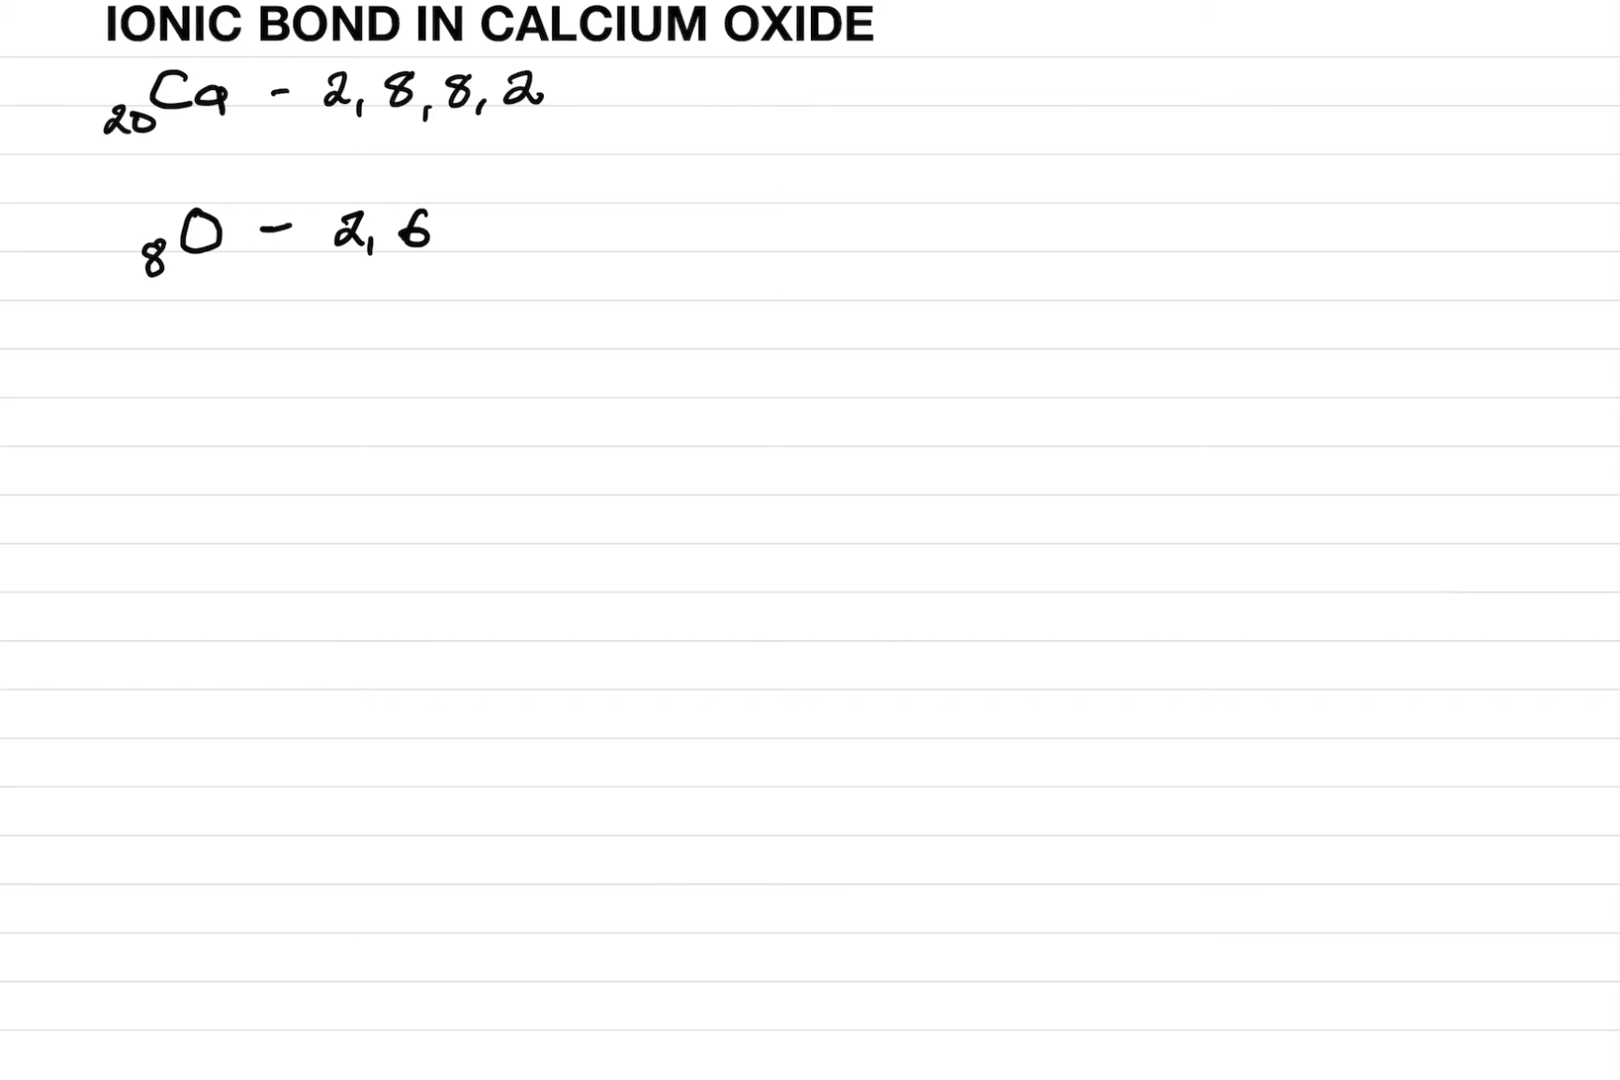 IONIC BOND IN CALCIUM OXIDE
₂₀Ca - 2, 8, 8, 2
₈O - 2, 6